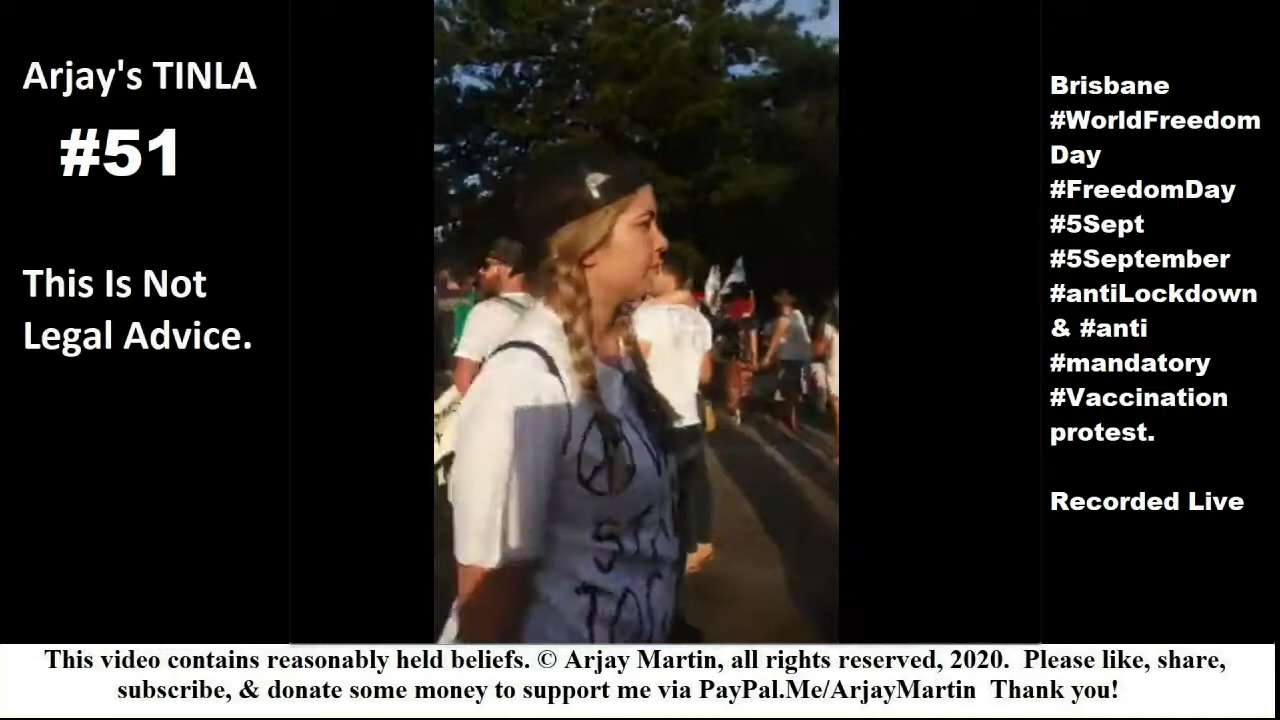 Arjay's TINLA
#51
This Is Not
Legal Advice.
Brisbane
#WorldFreedom
Day
#FreedomDay
#5Sept
#5September
#antiLockdown
& #anti
#mandatory
#Vaccination
protest.
Recorded Live
This video contains reasonably held beliefs. © Arjay Martin, all rights reserved, 2020. Please like, share,
subscribe, & donate some money to support me via PayPal.Me/ArjayMartin Thank you!